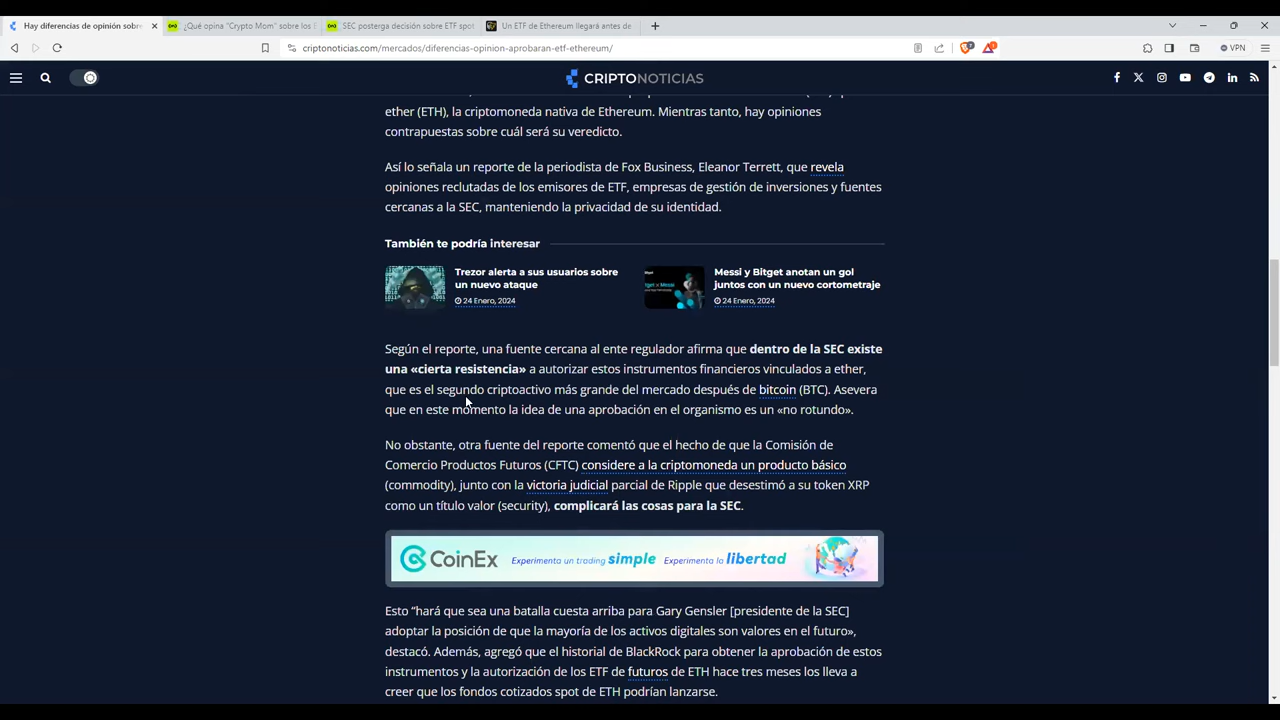 Hay diferencias de opinión sobre
¿Qué opina "Crypto Mom" sobre los E
SEC posterga decisión sobre ETF spot
Un ETF de Ethereum llegará antes de
criptonoticias.com/mercados/diferencias-opinion-aprobaran-etf-ethereum/
VPN
CRIPTONOTICIAS
ether (ETH), la criptomoneda nativa de Ethereum. Mientras tanto, hay opiniones
contrapuestas sobre cuál será su veredicto.
Así lo señala un reporte de la periodista de Fox Business, Eleanor Terrett, que revela
opiniones reclutadas de los emisores de ETF, empresas de gestión de inversiones y fuentes
cercanas a la SEC, manteniendo la privacidad de su identidad.
También te podría interesar
Trezor alerta a sus usuarios sobre
un nuevo ataque
24 Enero, 2024
Messi y Bitget anotan un gol
juntos con un nuevo cortometraje
24 Enero, 2024
Según el reporte, una fuente cercana al ente regulador afirma que dentro de la SEC existe
una «cierta resistencia» a autorizar estos instrumentos financieros vinculados a ether,
que es el segundo criptoactivo más grande del mercado después de bitcoin (BTC). Asevera
que en este momento la idea de una aprobación en el organismo es un «no rotundo».
No obstante, otra fuente del reporte comentó que el hecho de que la Comisión de
Comercio Productos Futuros (CFTC) considere a la criptomoneda un producto básico
(commodity), junto con la victoria judicial parcial de Ripple que desestimó a su token XRP
como un título valor (security), complicará las cosas para la SEC.
CoinEx Experimenta un trading simple Experimenta la libertad
Esto "hará que sea una batalla cuesta arriba para Gary Gensler [presidente de la SEC]
adoptar la posición de que la mayoría de los activos digitales son valores en el futuro»,
destacó. Además, agregó que el historial de BlackRock para obtener la aprobación de estos
instrumentos y la autorización de los ETF de futuros de ETH hace tres meses los lleva a
creer que los fondos cotizados spot de ETH podrían lanzarse.